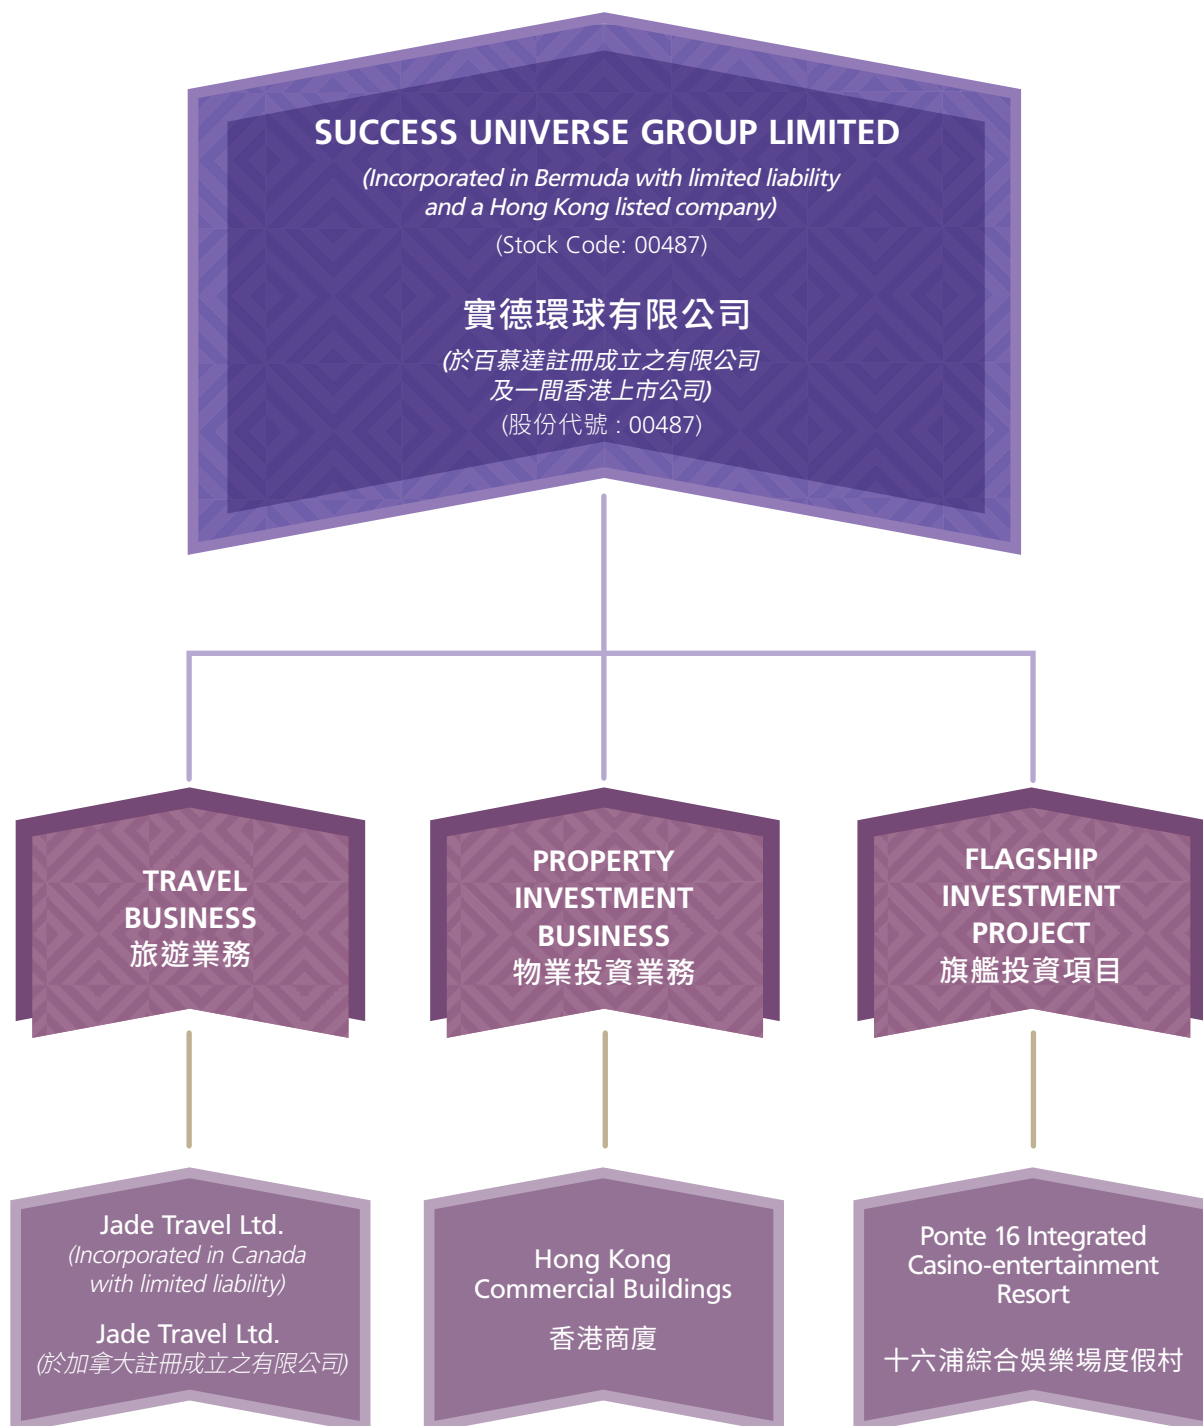 SUCCESS UNIVERSE GROUP LIMITED
(Incorporated in Bermuda with limited liability
and a Hong Kong listed company)
(Stock Code: 00487)
實德環球有限公司
(於百慕達註冊成立之有限公司
及一間香港上市公司)
(股份代號 : 00487)
TRAVEL
BUSINESS
旅遊業務
PROPERTY
INVESTMENT
BUSINESS
物業投資業務
FLAGSHIP
INVESTMENT
PROJECT
旗艦投資項目
Jade Travel Ltd.
(Incorporated in Canada
with limited liability)
Jade Travel Ltd.
(於加拿大註冊成立之有限公司)
Hong Kong
Commercial Buildings
香港商廈
Ponte 16 Integrated
Casino-entertainment
Resort
十六浦綜合娛樂場度假村